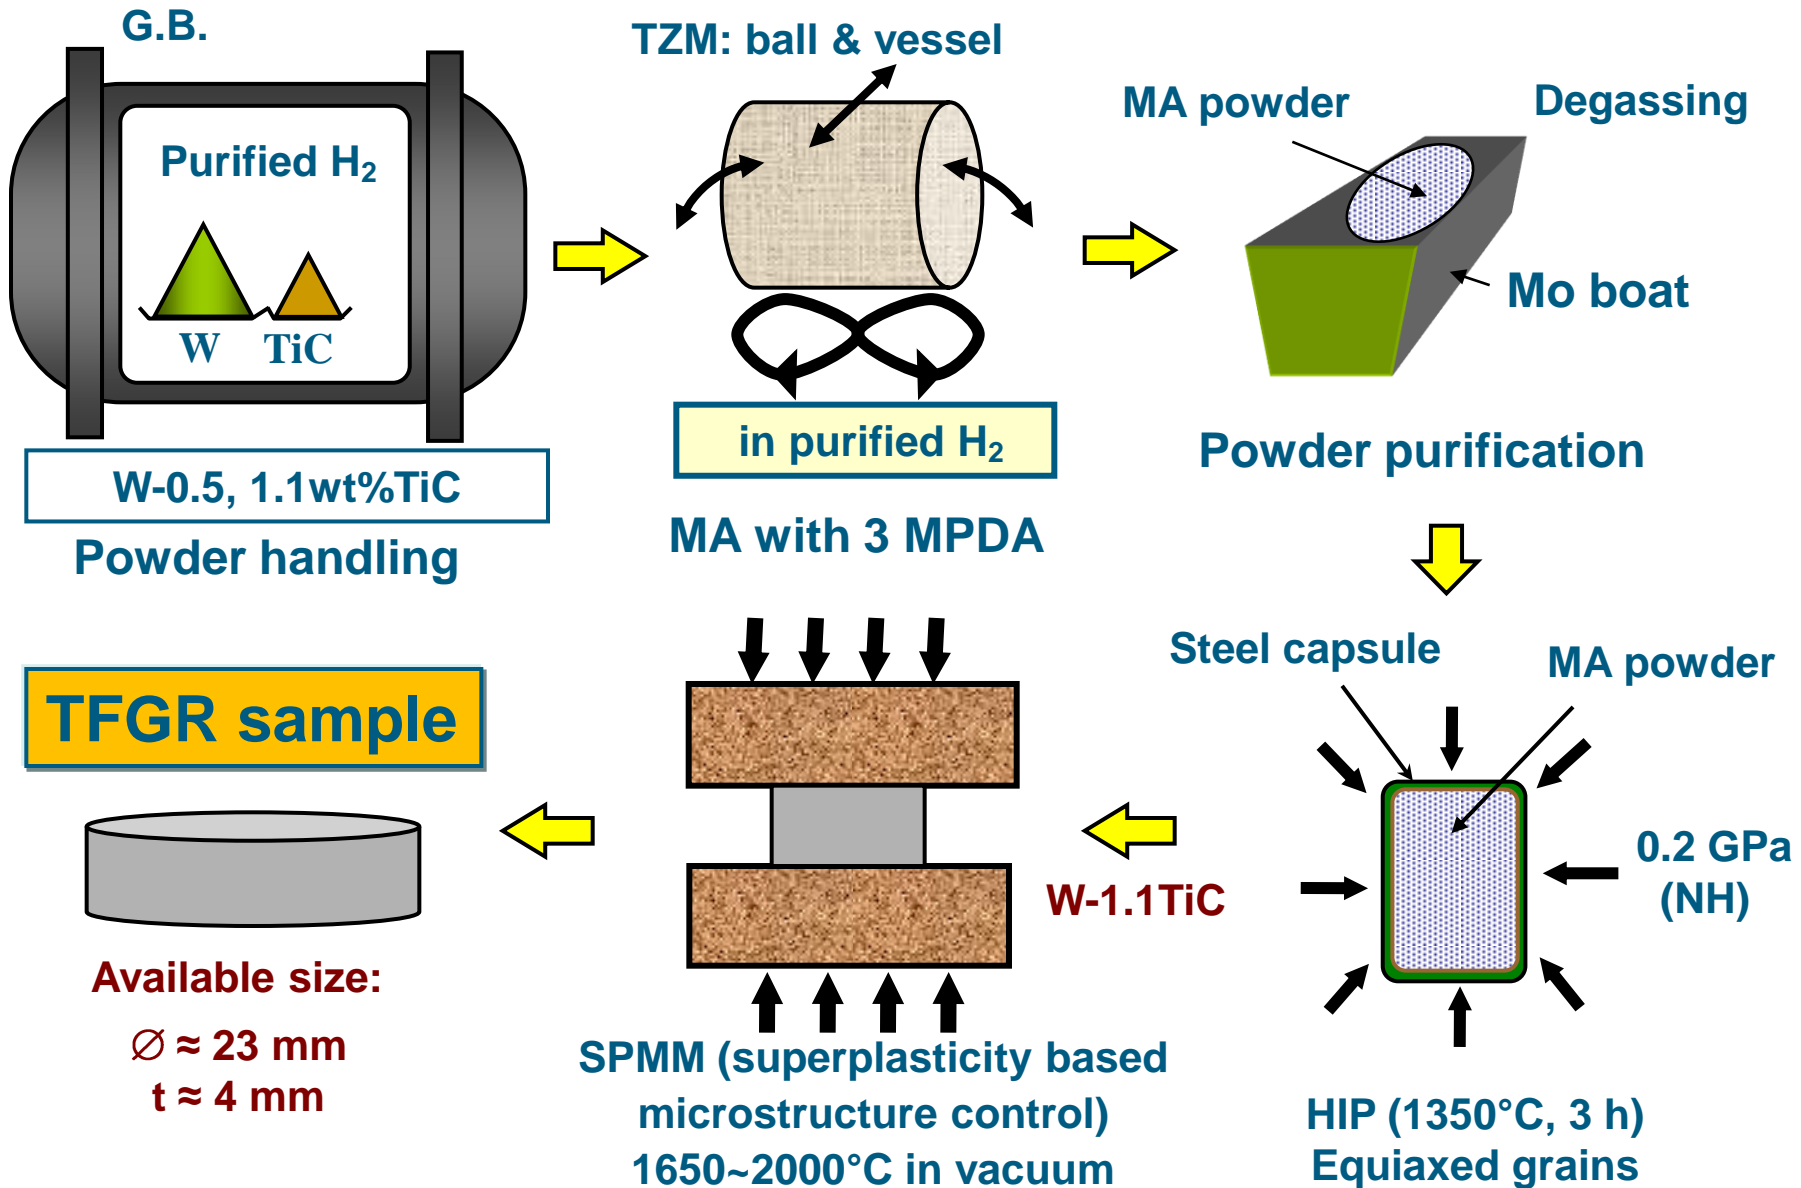 G.B.
Purified H₂
W TiC
W-0.5, 1.1wt%TiC
Powder handling
TZM: ball & vessel
in purified H₂
MA with 3 MPDA
MA powder
Degassing
Mo boat
Powder purification
Steel capsule
MA powder
0.2 GPa
(NH)
HIP (1350°C, 3 h)
Equiaxed grains
W-1.1TiC
SPMM (superplasticity based
microstructure control)
1650~2000°C in vacuum
TFGR sample
Available size:
∅ ≈ 23 mm
t ≈ 4 mm